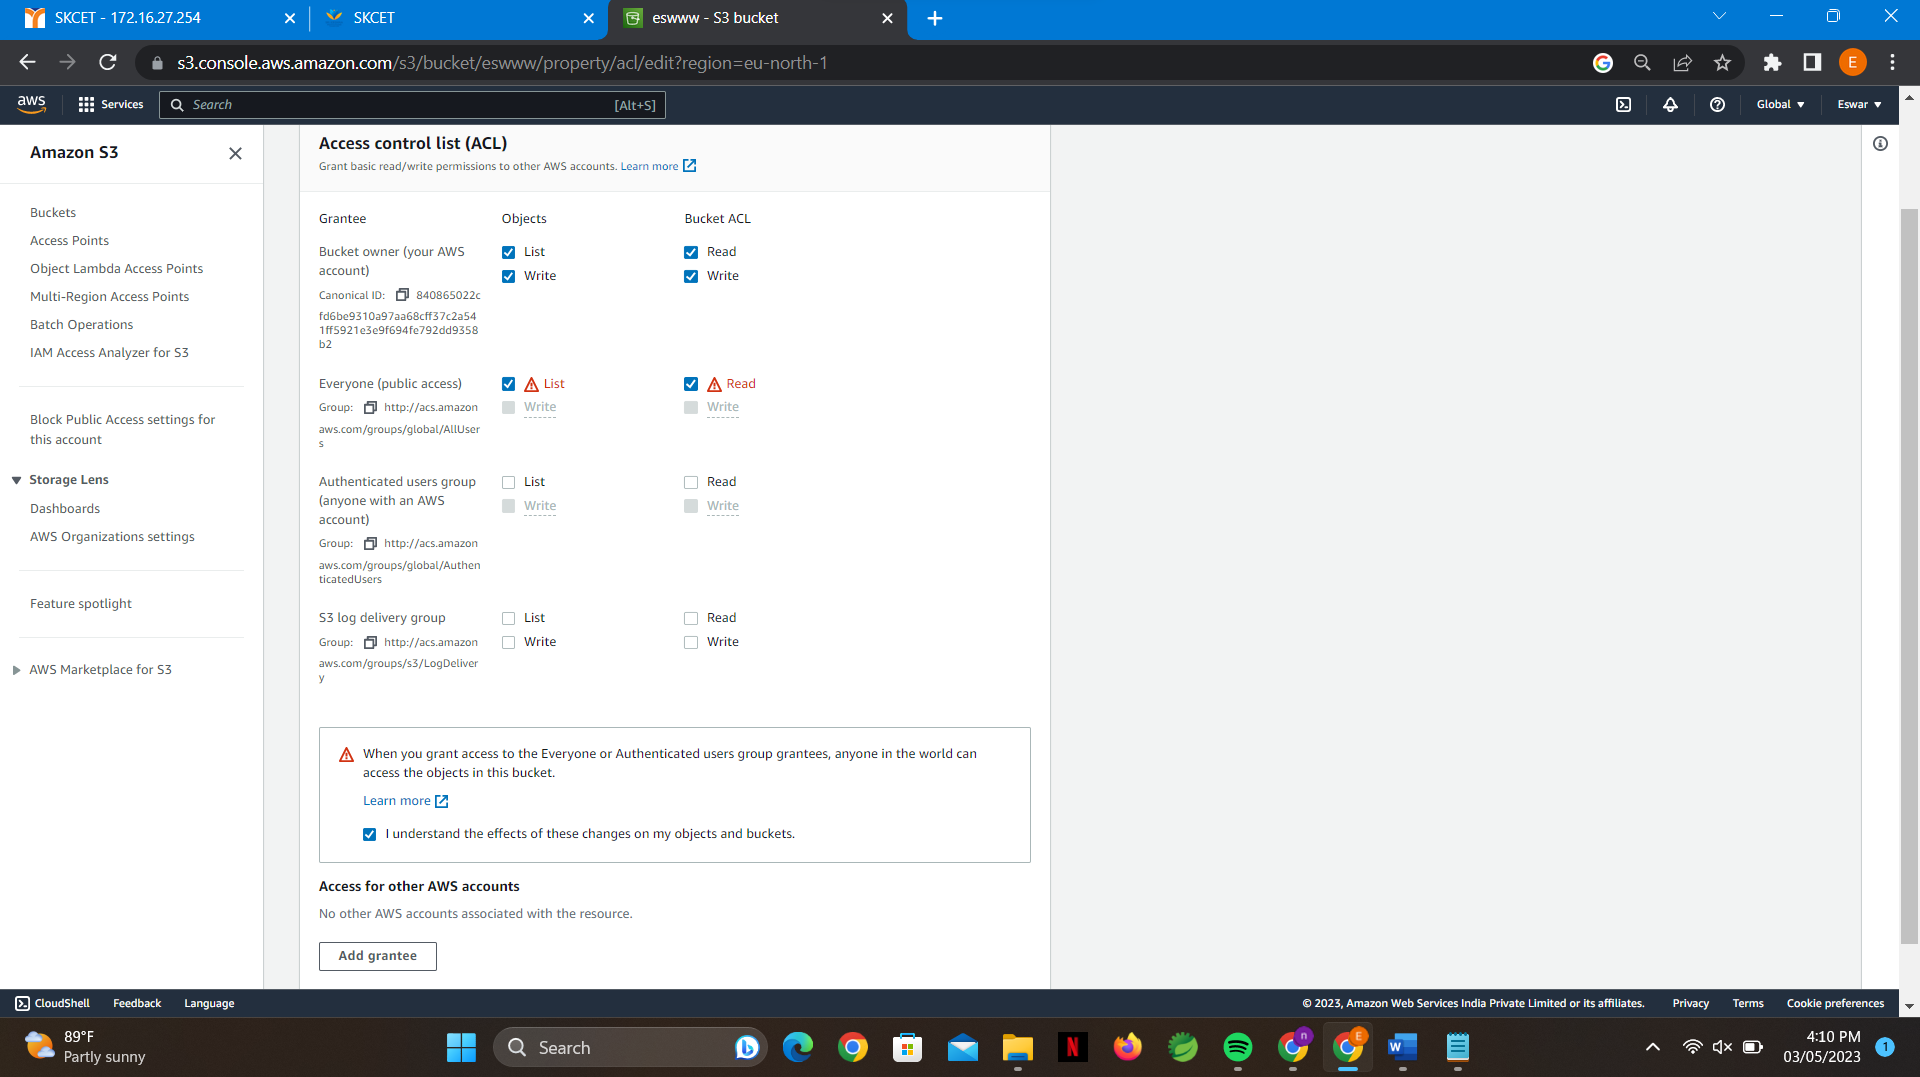 SKCET - 172.16.27.254
SKCET
eswww - S3 bucket
s3.console.aws.amazon.com/s3/bucket/eswww/property/acl/edit?region=eu-north-1
E
aws
Services
Search
[Alt+S]
Global
Eswar
Amazon S3
Buckets
Access Points
Object Lambda Access Points
Multi-Region Access Points
Batch Operations
IAM Access Analyzer for S3
Block Public Access settings for
this account
Storage Lens
Dashboards
AWS Organizations settings
Feature spotlight
AWS Marketplace for S3
Access control list (ACL)
Grant basic read/write permissions to other AWS accounts. Learn more
Grantee
Objects
Bucket ACL
Bucket owner (your AWS
account)
Canonical ID: 840865022c
fd6be9310a97aa68cff37c2a54
1ff5921e3e9f694fe792dd9358
b2
List
Write
Read
Write
Everyone (public access)
Group: http://acs.amazon
aws.com/groups/global/AllUser
s
List
Write
Read
Write
Authenticated users group
(anyone with an AWS
account)
Group: http://acs.amazon
aws.com/groups/global/Authen
ticatedUsers
List
Write
Read
Write
S3 log delivery group
Group: http://acs.amazon
aws.com/groups/s3/LogDeliver
y
List
Write
Read
Write
When you grant access to the Everyone or Authenticated users group grantees, anyone in the world can
access the objects in this bucket.
Learn more
I understand the effects of these changes on my objects and buckets.
Access for other AWS accounts
No other AWS accounts associated with the resource.
Add grantee
CloudShell
Feedback
Language
© 2023, Amazon Web Services India Private Limited or its affiliates.
Privacy
Terms
Cookie preferences
89°F
Partly sunny
Search
N
n
E
W
4:10 PM
03/05/2023
1